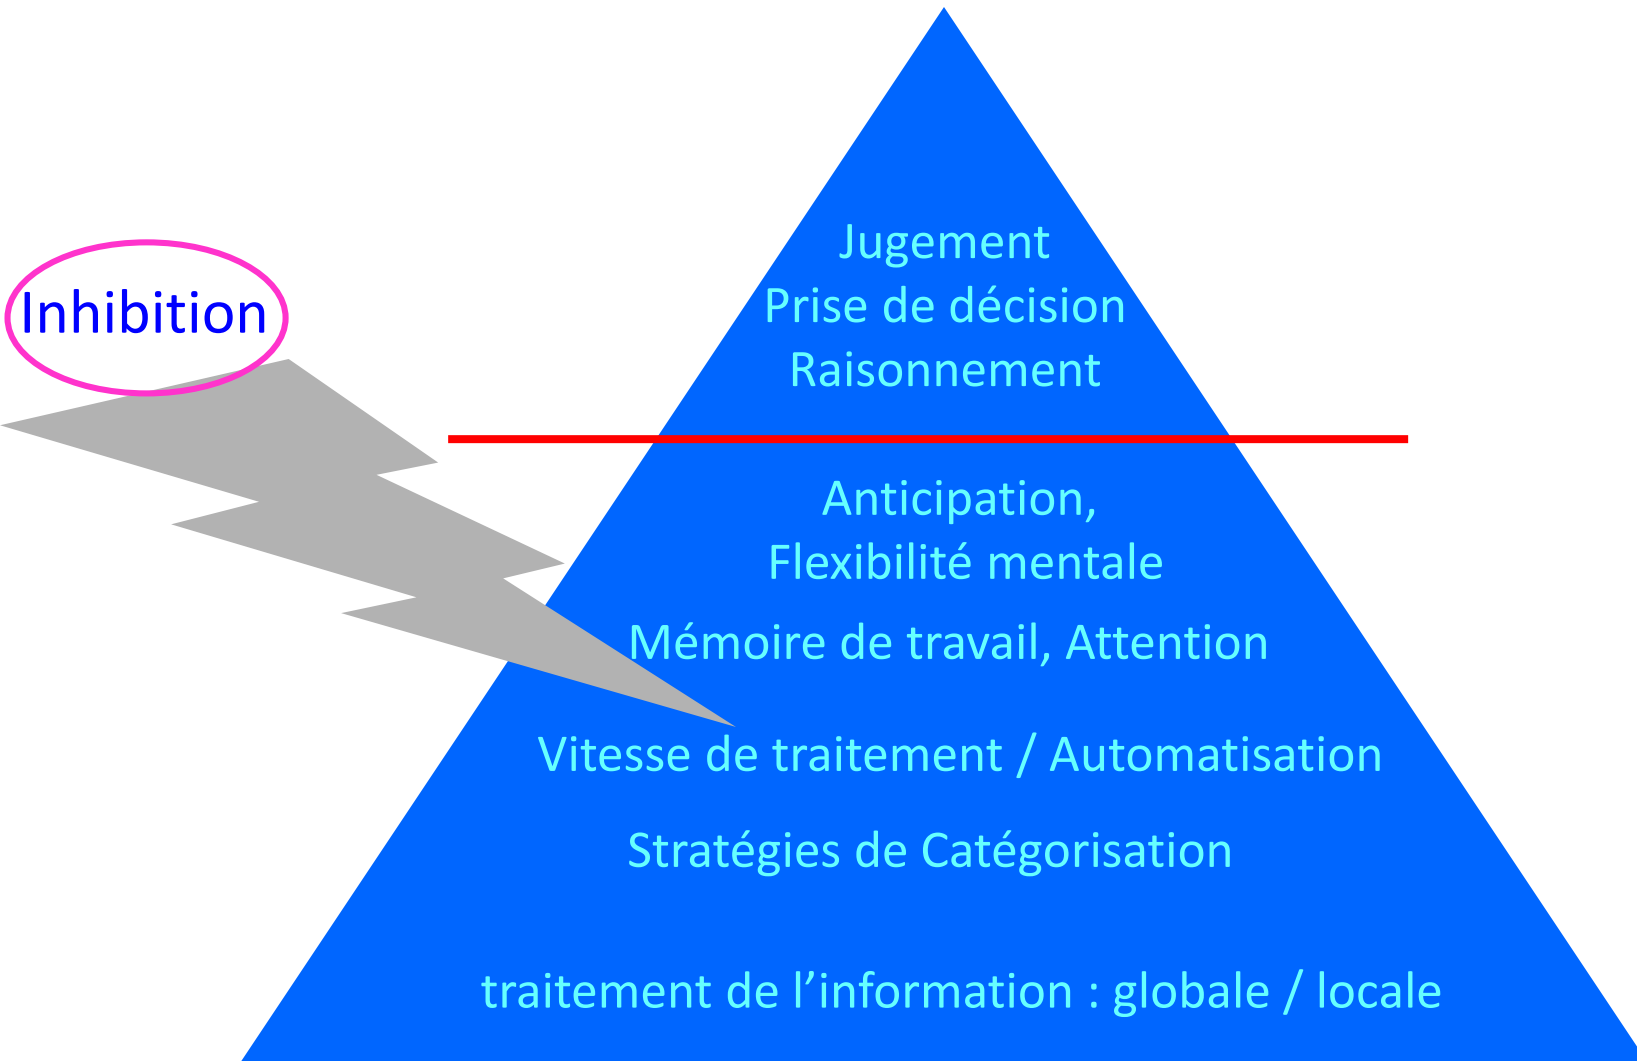 Jugement
Prise de décision
Inhibition
Raisonnement
Anticipation,
Flexibilité mentale
Mémoire de travail, Attention
Vitesse de traitement / Automatisation
Stratégies de Catégorisation
traitement de l’information : globale / locale